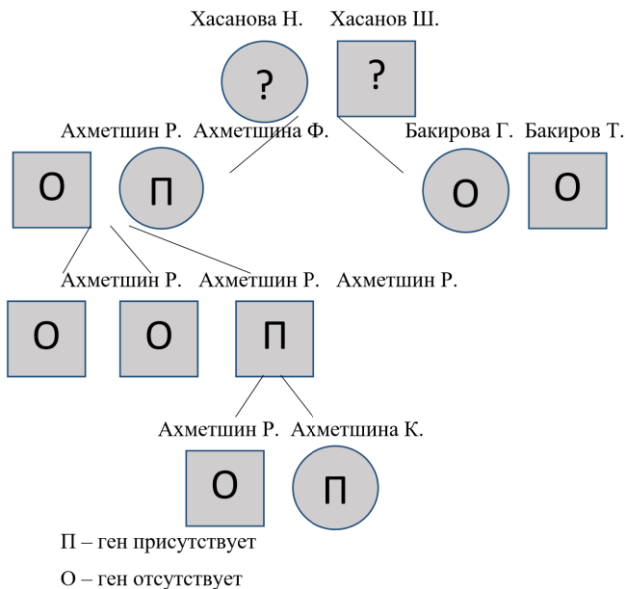 Хасанова Н. Хасанов Ш.
? ?
Ахметшин Р. Ахметшина Ф. Бакирова Г. Бакиров Т.
О П О О
Ахметшин Р. Ахметшин Р. Ахметшин Р.
О О П
Ахметшин Р. Ахметшина К.
О П
П – ген присутствует
О – ген отсутствует